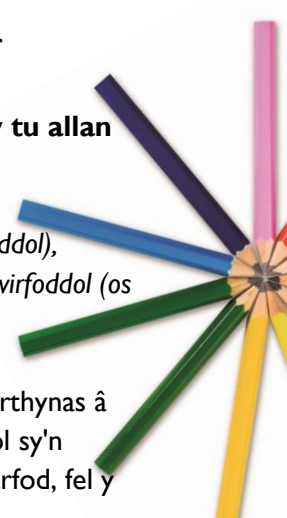 tu allan
ddol),
wirfoddol (os
rthynas â
ol sy'n
rfod, fel y